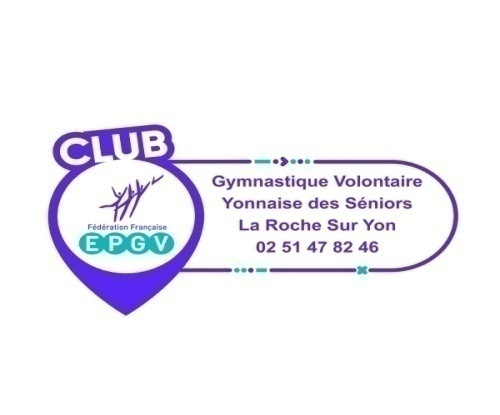 CLUB
Fédération Française
EPGV
Gymnastique Volontaire
Yonnaise des Séniors
La Roche Sur Yon
02 51 47 82 46